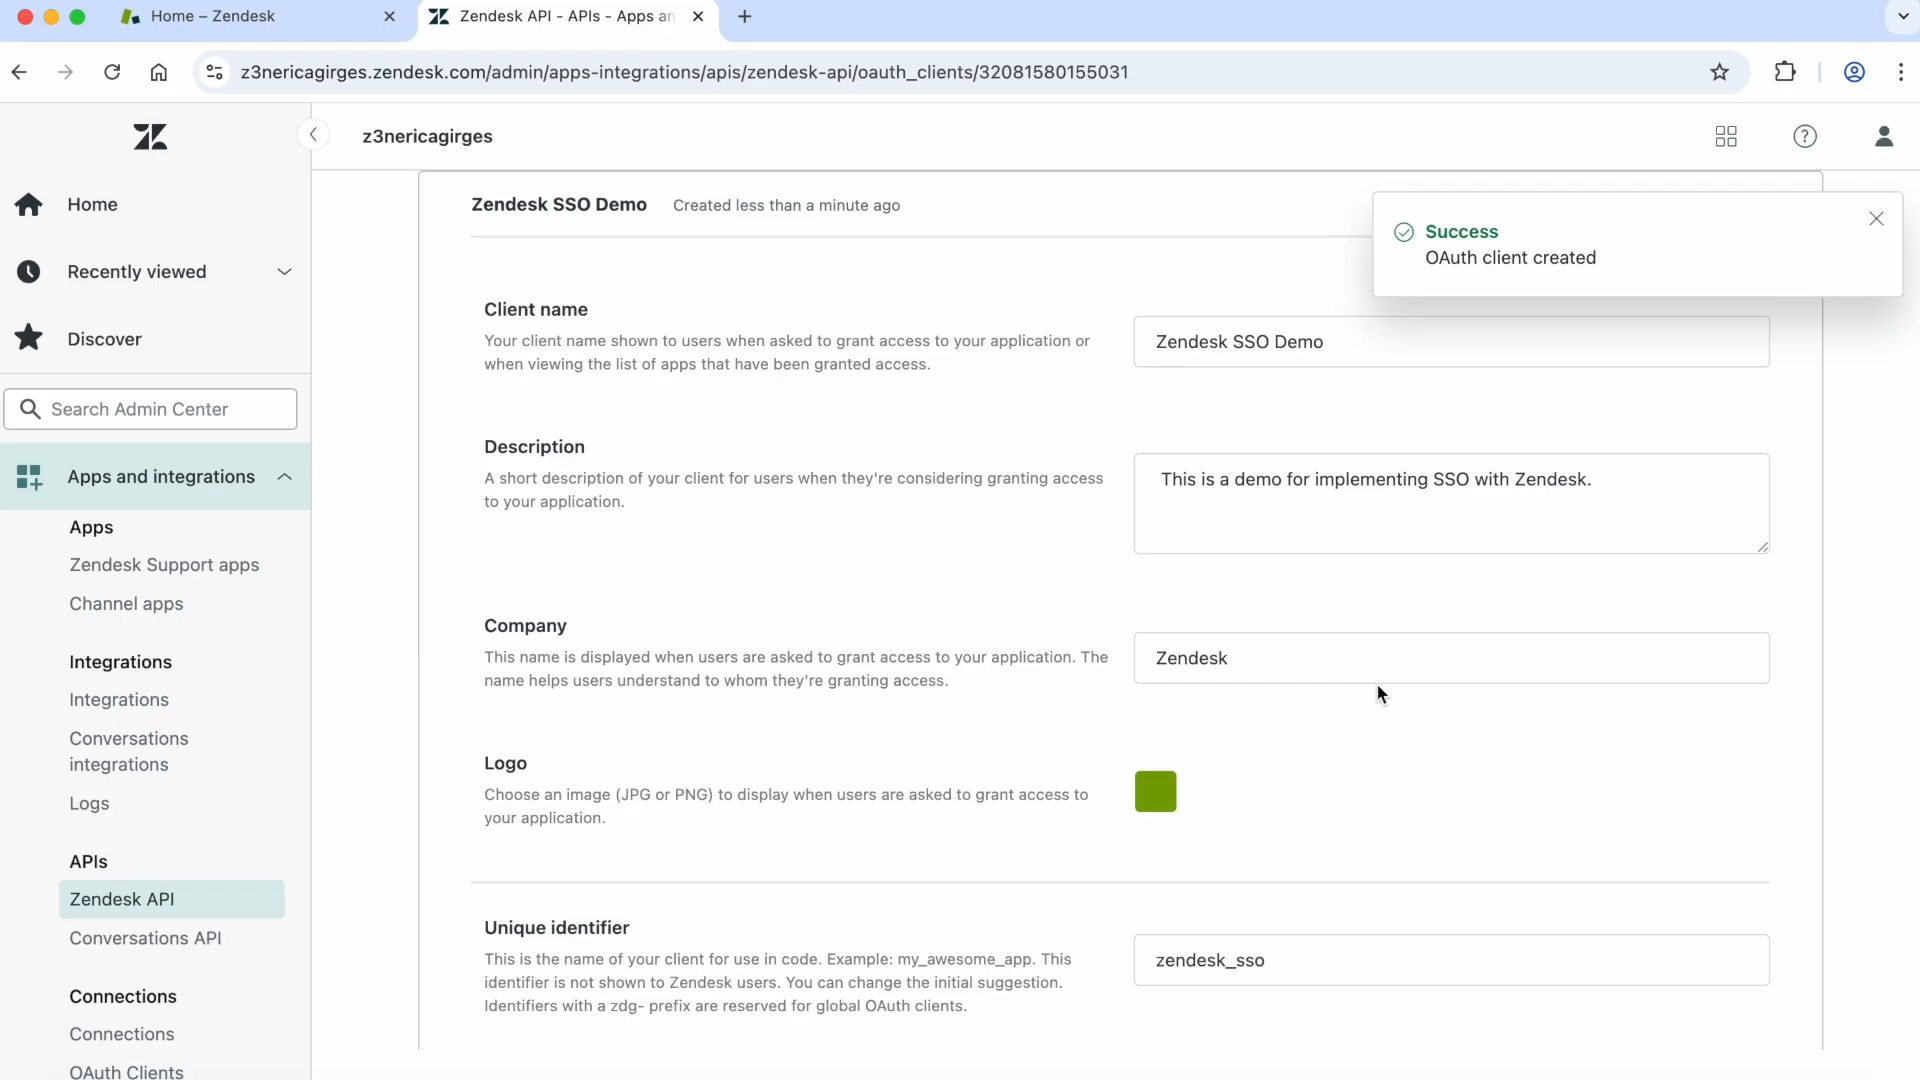 Home – Zendesk
Zendesk API - APIs - Apps an
z3nericagirges.zendesk.com/admin/apps-integrations/apis/zendesk-api/oauth_clients/32081580155031
z3nericagirges
Home
Recently viewed
Discover
Search Admin Center
Apps and integrations
Apps
Zendesk Support apps
Channel apps
Integrations
Integrations
Conversations
integrations
Logs
APIs
Zendesk API
Conversations API
Connections
Connections
OAuth Clients
Zendesk SSO Demo Created less than a minute ago
Success
OAuth client created
Client name
Your client name shown to users when asked to grant access to your application or
when viewing the list of apps that have been granted access.
Zendesk SSO Demo
Description
A short description of your client for users when they're considering granting access
to your application.
This is a demo for implementing SSO with Zendesk.
Company
This name is displayed when users are asked to grant access to your application. The
name helps users understand to whom they're granting access.
Zendesk
Logo
Choose an image (JPG or PNG) to display when users are asked to grant access to
your application.
Unique identifier
This is the name of your client for use in code. Example: my_awesome_app. This
identifier is not shown to Zendesk users. You can change the initial suggestion.
Identifiers with a zdg- prefix are reserved for global OAuth clients.
zendesk_sso